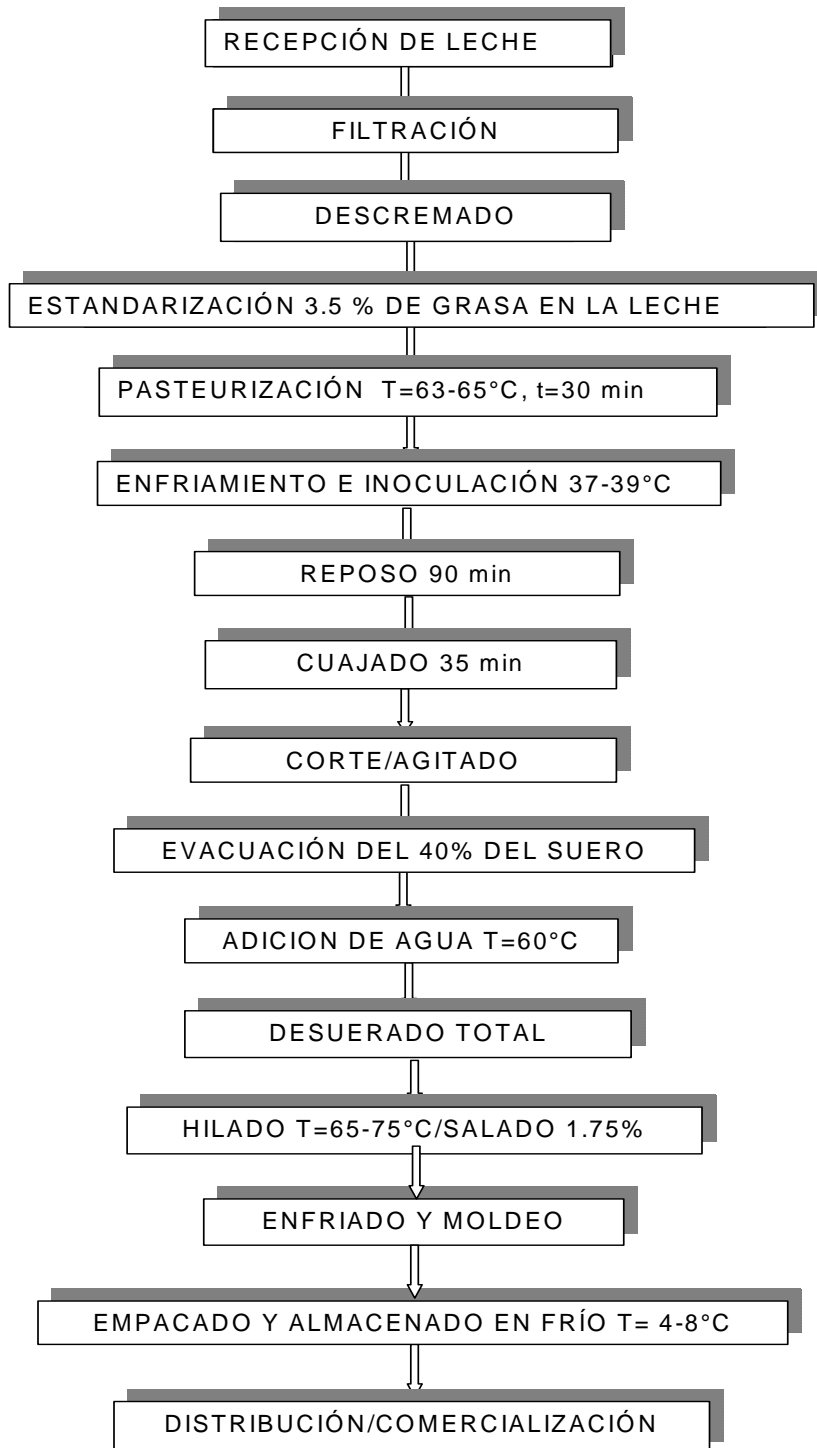 RECEPCIÓN DE LECHE
FILTRACIÓN
DESCREMADO
ESTANDARIZACIÓN 3.5 % DE GRASA EN LA LECHE
PASTEURIZACIÓN T=63-65°C, t=30 min
ENFRIAMIENTO E INOCULACIÓN 37-39°C
REPOSO 90 min
CUAJADO 35 min
CORTE/AGITADO
EVACUACIÓN DEL 40% DEL SUERO
ADICION DE AGUA T=60°C
DESUERADO TOTAL
HILADO T=65-75°C/SALADO 1.75%
ENFRIADO Y MOLDEO
EMPACADO Y ALMACENADO EN FRÍO T= 4-8°C
DISTRIBUCIÓN/COMERCIALIZACIÓN